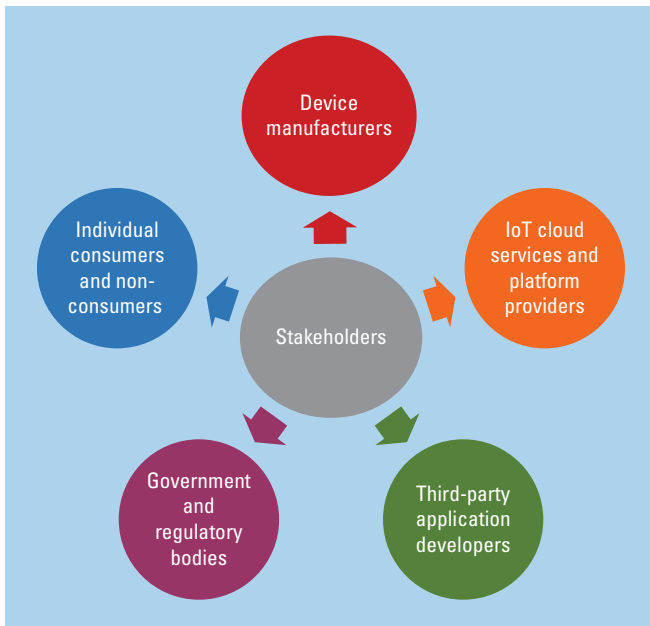 Device
manufacturers
IoT cloud
services and
platform
providers
Third-party
application
developers
Government
and
regulatory
bodies
Individual
consumers
and non-
consumers
Stakeholders